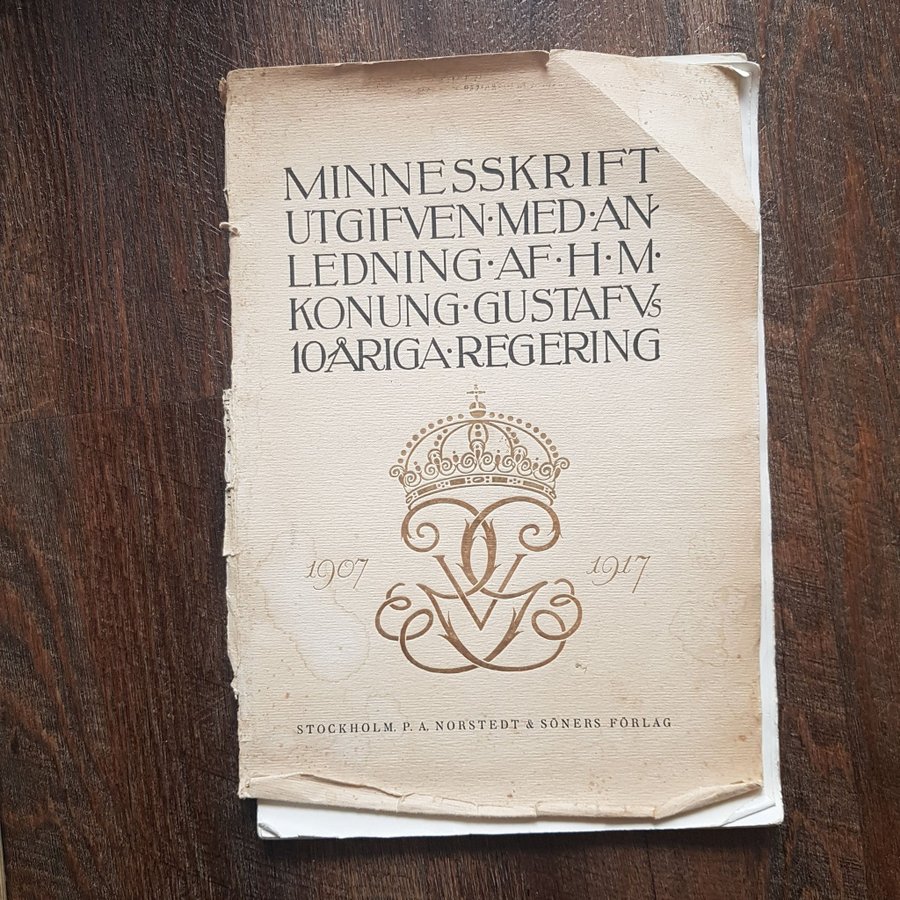 MINNESSKRIFT
UTGIFVEN·MED·AN-
LEDNING·AF·H·M·
KONUNG·GUSTAF Vs
10ÅRIGA·REGERING
1907 1917
STOCKHOLM. P. A. NORSTEDT & SÖNERS FÖRLAG